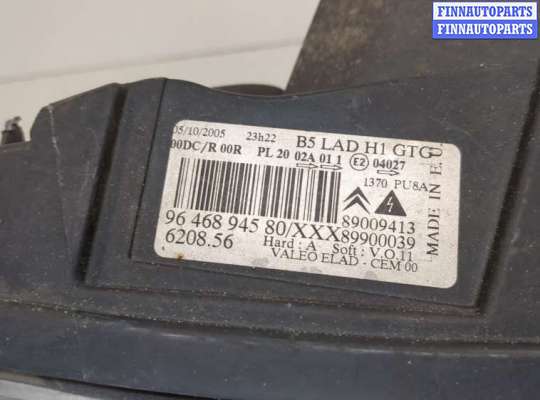 FINNAUTOPARTS
FINNAUTOPARTS
05/10/2005 23h22 B5 LAD H1 GTG
00DC/R 00R PL 20 02A 01 1 E2 04027
1370 PU8A
96 468 945 80/XXX 89009413
6208.56 89900039
Hard : A Soft : V.O.11
VALEO ELAD - CEM 00
MADE IN E.U